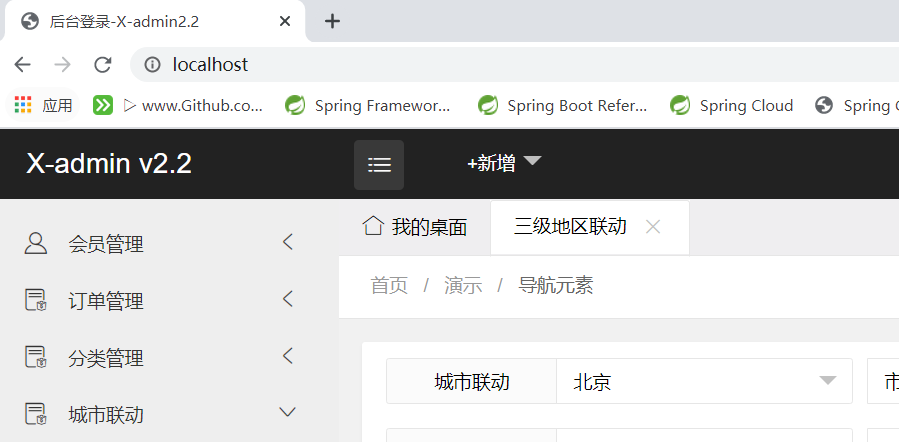 后台登录-X-admin2.2
localhost
应用 www.Github.co... Spring Framewor... Spring Boot Refer... Spring Cloud Spring
X-admin v2.2 +新增
会员管理
订单管理
分类管理
城市联动
我的桌面 三级地区联动
首页 / 演示 / 导航元素
城市联动 北京 市